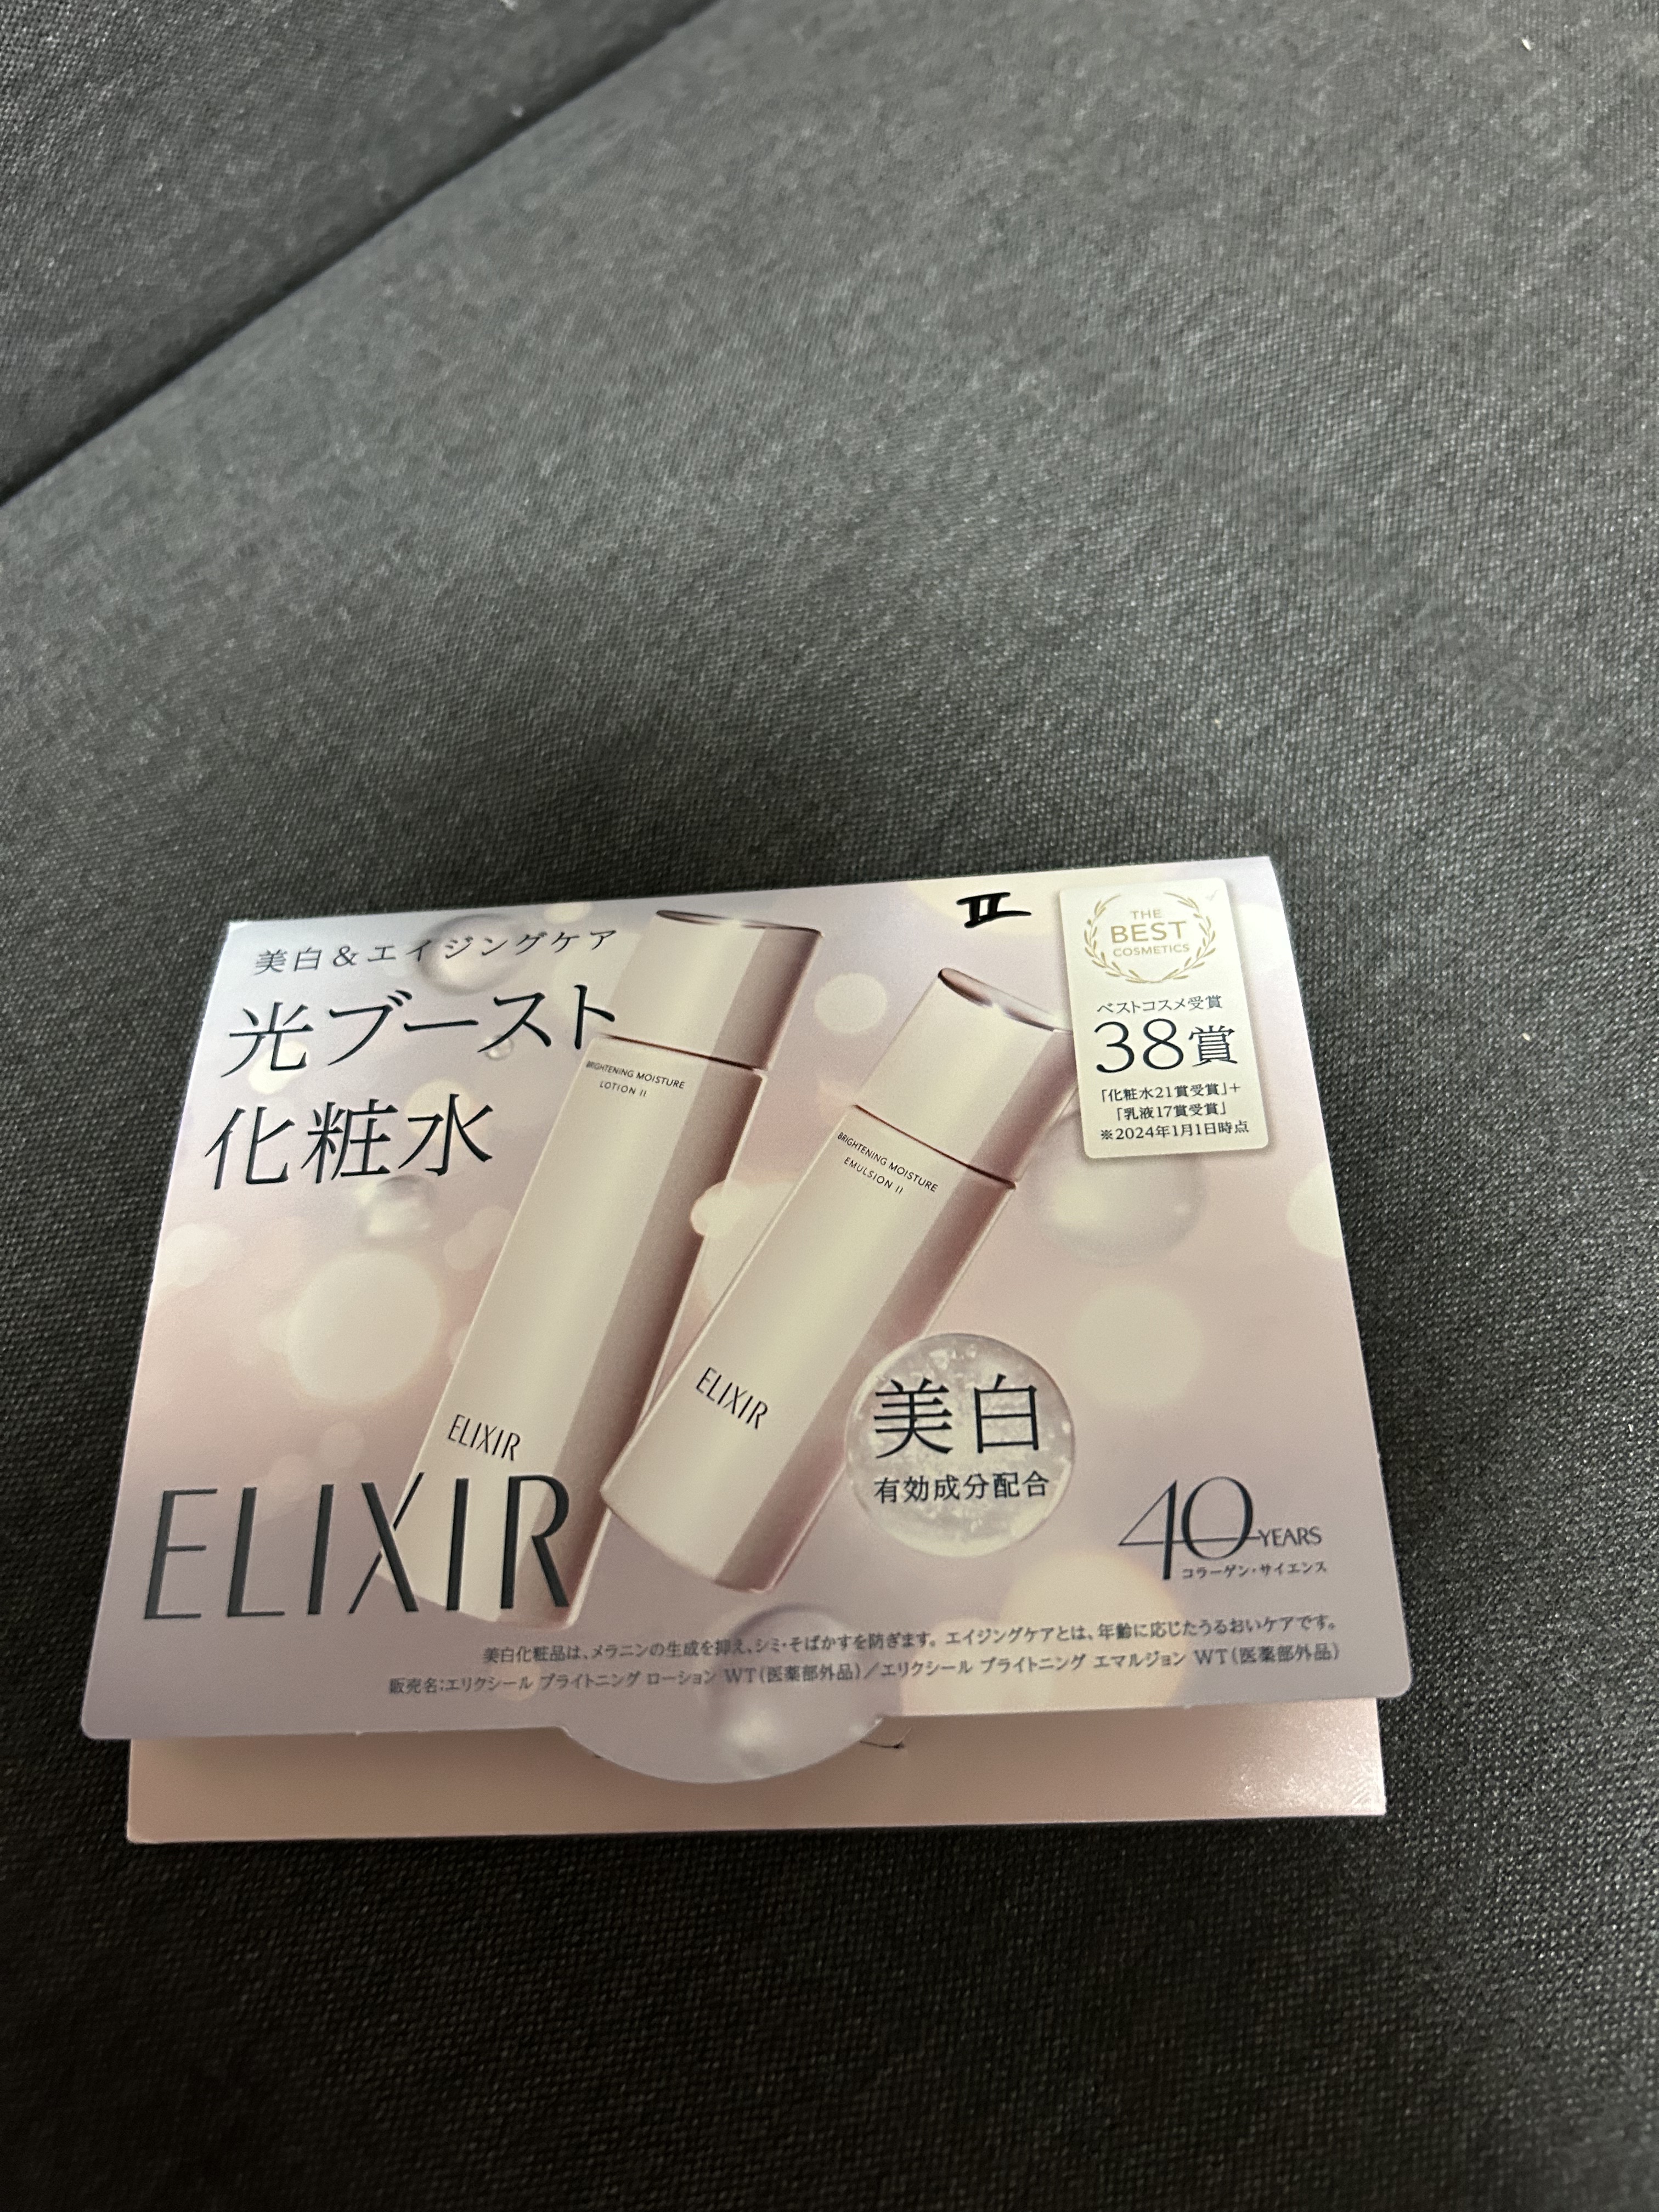 美白&エイジングケア
光ブースト
化粧水
II
THE
BEST
COSMETICS
ベストコスメ受賞
38賞
「化粧水21賞受賞」+
「乳液17賞受賞」
※2024年1月1日時点
BRIGHTENING MOISTURE
LOTION II
BRIGHTENING MOISTURE
EMULSION II
ELIXIR
ELIXIR
美白
有効成分配合
ELIXIR
40 YEARS
コラーゲン・サイエンス
美白化粧品は、メラニンの生成を抑え、シミ・そばかすを防ぎます。エイジングケアとは、年齢に応じたうるおいケアです。
販売名:エリクシール ブライトニング ローション WT(医薬部外品)/エリクシール ブライトニング エマルジョン WT(医薬部外品)